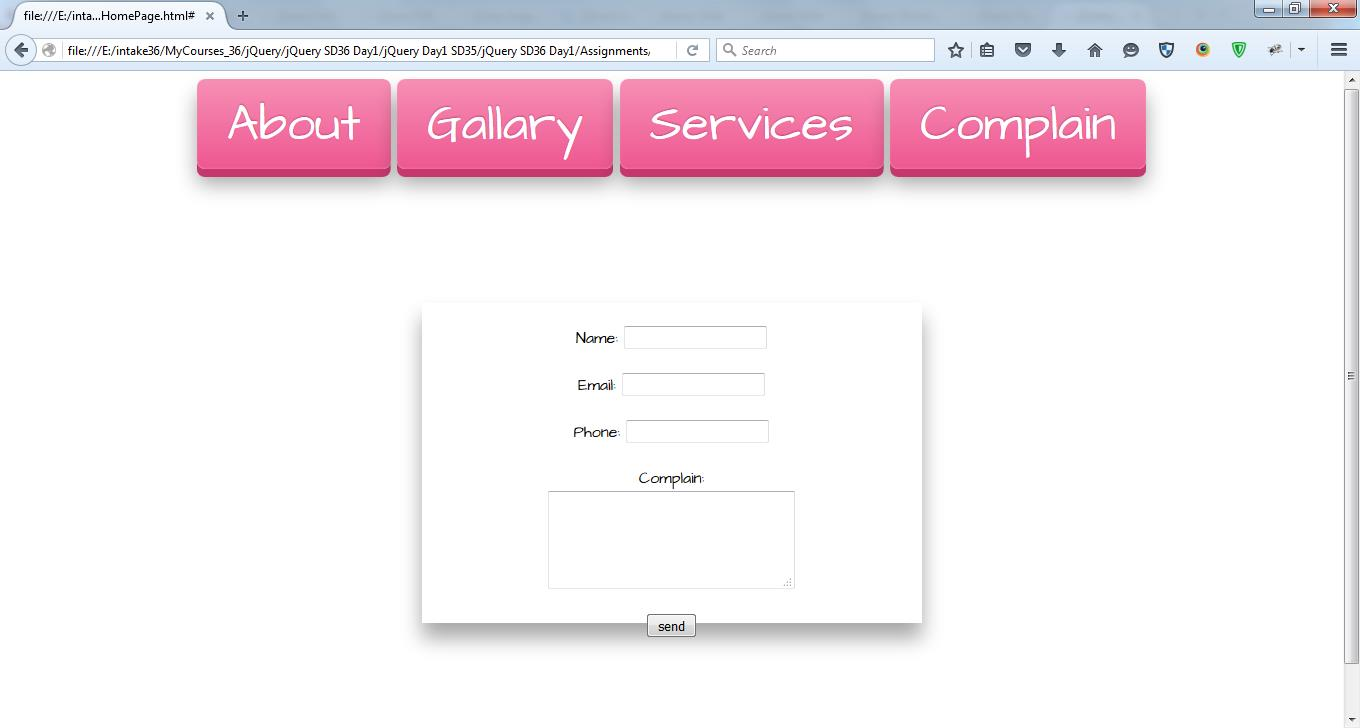 file:///E:/inta...HomePage.html#
file:///E:/intake36/MyCourses_36/jQuery/jQuery SD36 Day1/jQuery Day1 SD35/jQuery SD36 Day1/Assignments/
Search
About Gallary Services Complain
Name:
Email:
Phone:
Complain:
send